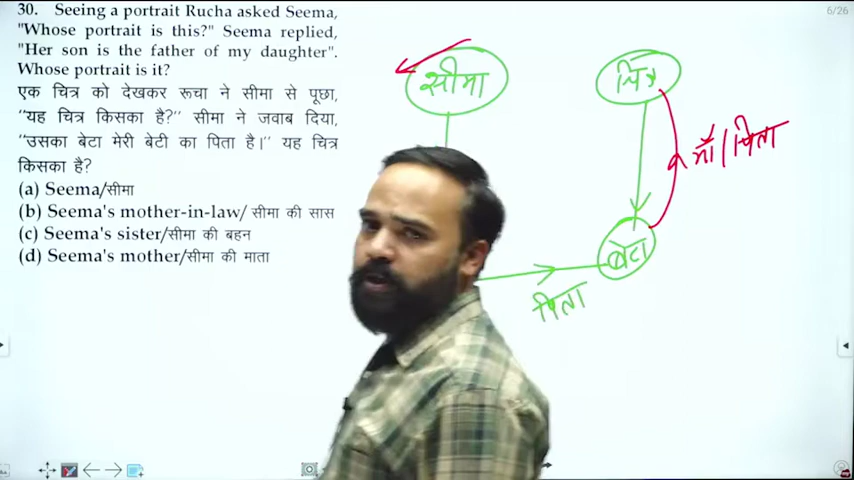 30. Seeing a portrait Rucha asked Seema,
"Whose portrait is this?" Seema replied,
"Her son is the father of my daughter".
Whose portrait is it?
एक चित्र को देखकर रूचा ने सीमा से पूछा,
"यह चित्र किसका है?" सीमा ने जवाब दिया,
"उसका बेटा मेरी बेटी का पिता है।" यह चित्र
किसका है?
(a) Seema/सीमा
(b) Seema's mother-in-law/ सीमा की सास
(c) Seema's sister/सीमा की बहन
(d) Seema's mother/सीमा की माता
सीमा
चित्र
माँ/पिता
बेटा
पिता
6/26